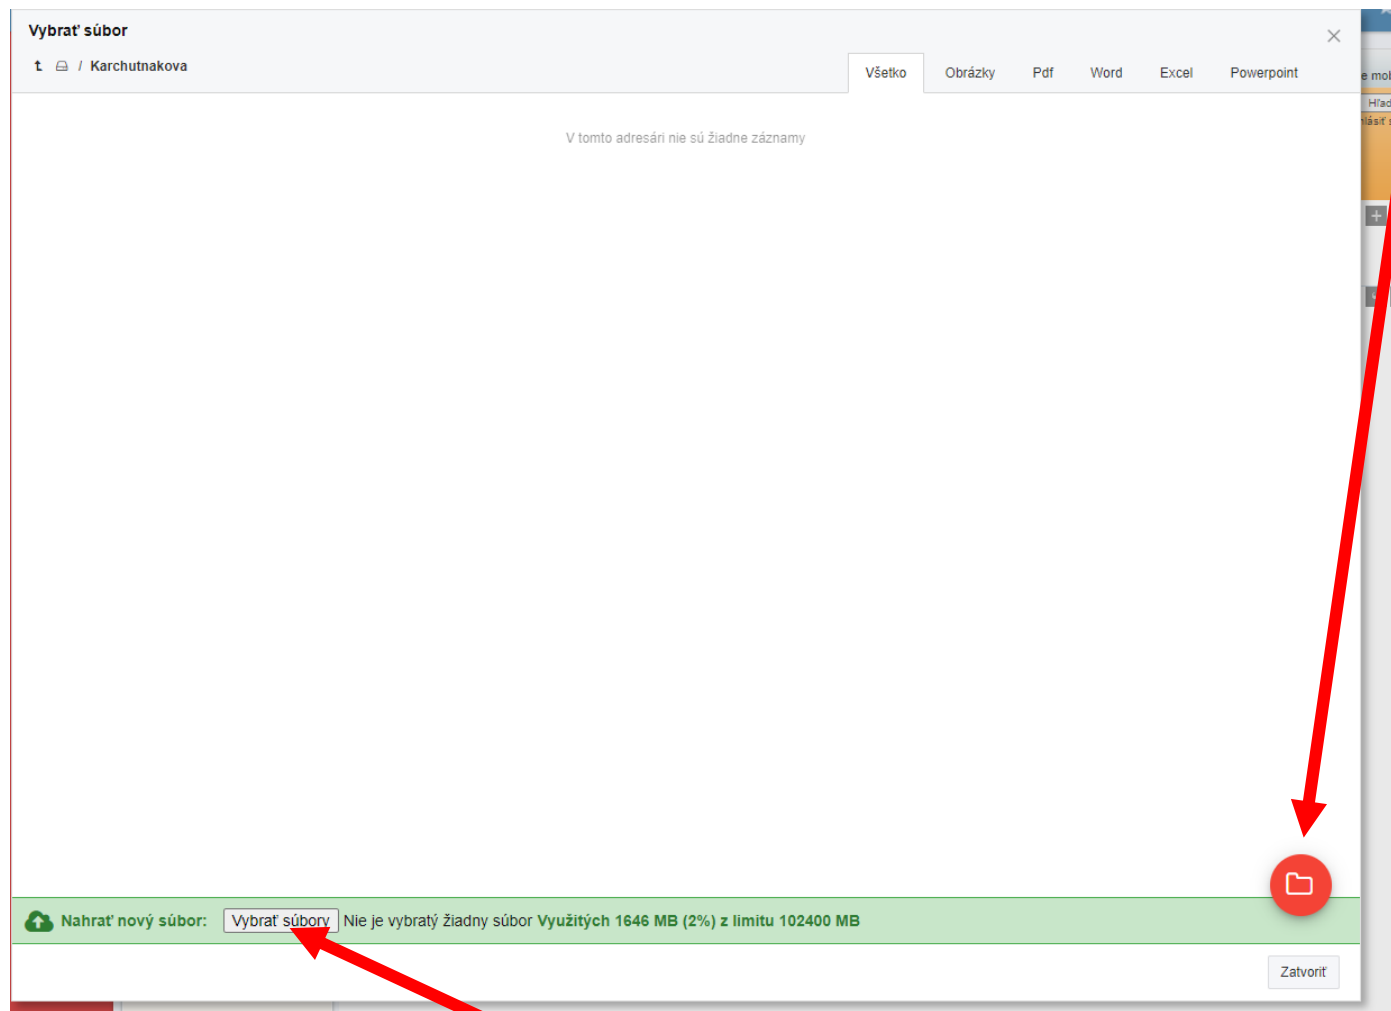 Vybrať súbor
/ Karchutnakova
Všetko Obrázky Pdf Word Excel Powerpoint
V tomto adresári nie sú žiadne záznamy
Nahrať nový súbor: Vybrať súbory Nie je vybratý žiadny súbor Využitých 1646 MB (2%) z limitu 102400 MB
Zatvoriť